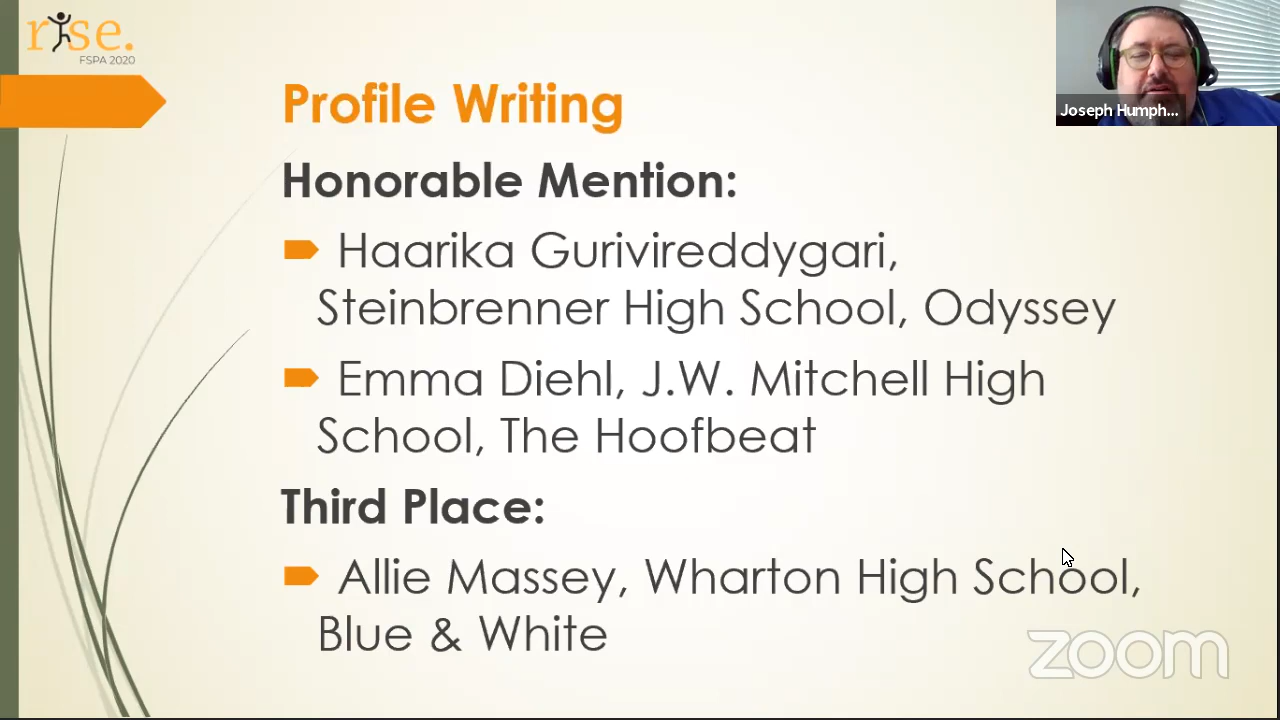 rise.
FSPA 2020
Joseph Humph...
Profile Writing
Honorable Mention:
Haarika Gurivireddygari,
Steinbrenner High School, Odyssey
Emma Diehl, J.W. Mitchell High
School, The Hoofbeat
Third Place:
Allie Massey, Wharton High School,
Blue & White
zoom